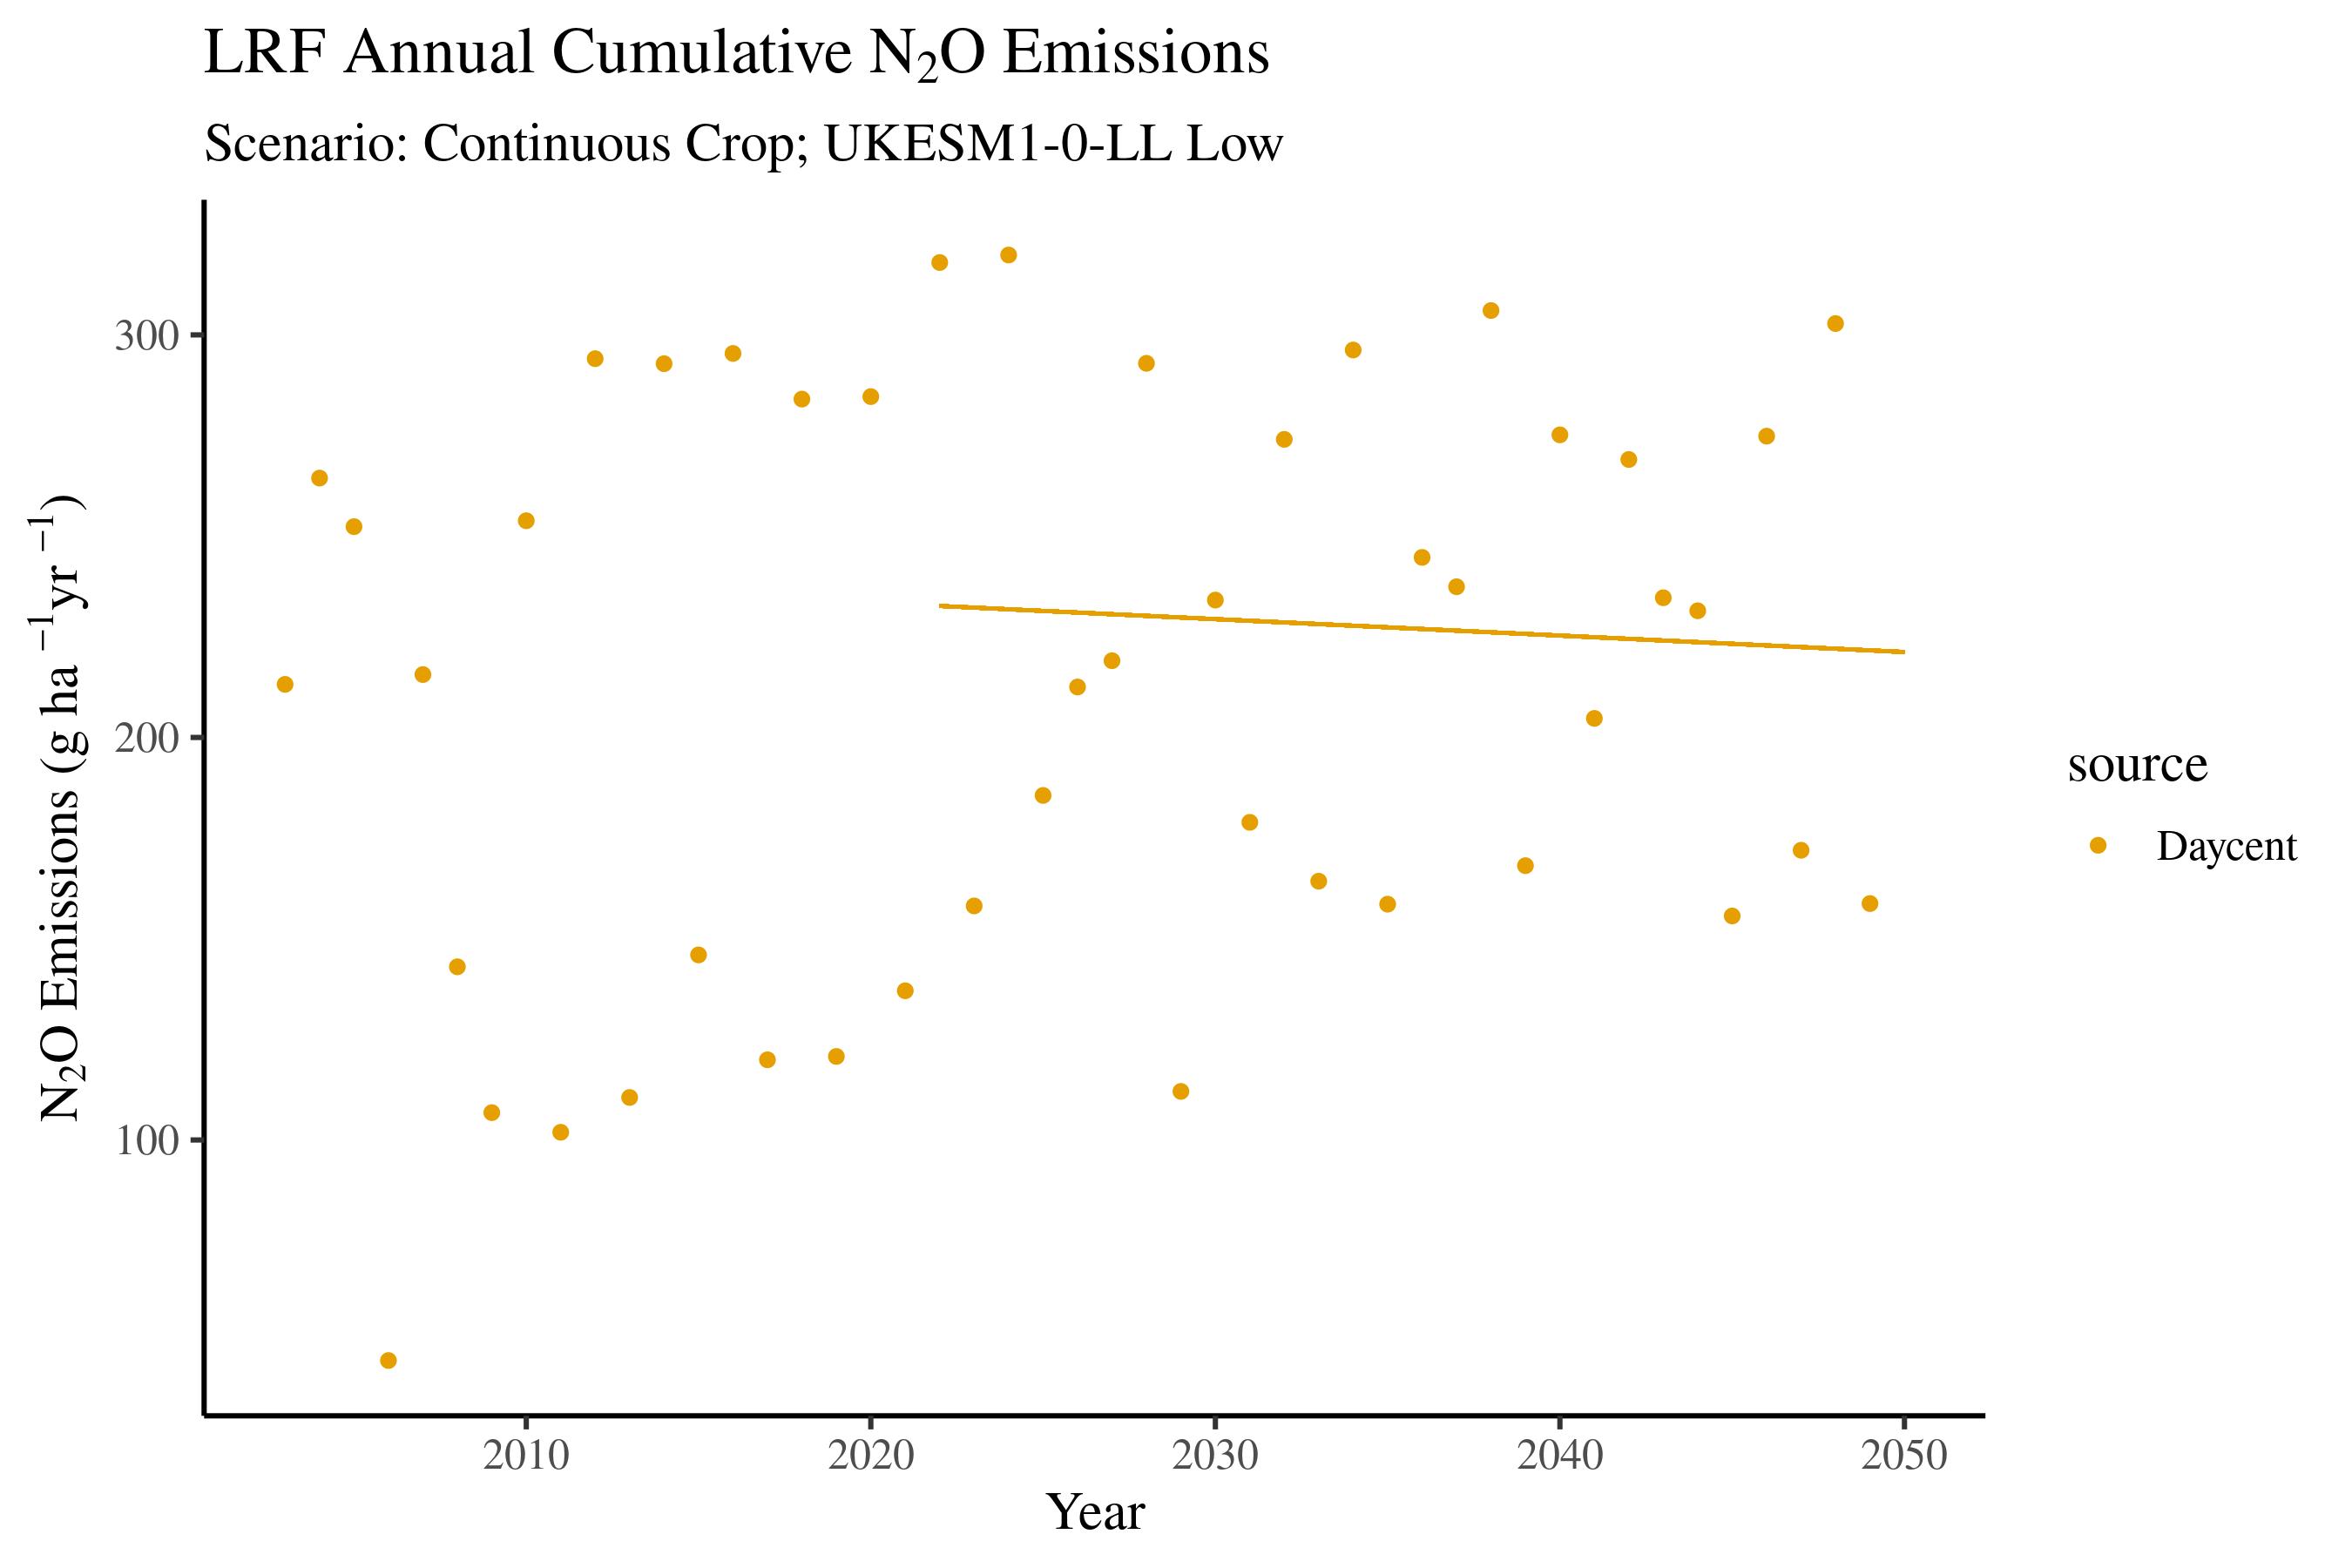 LRF Annual Cumulative N₂O Emissions
Scenario: Continuous Crop; UKESM1-0-LL Low
N₂O Emissions (g ha⁻¹yr⁻¹)
300
200
100
2010 2020 2030 2040 2050
Year
source
Daycent